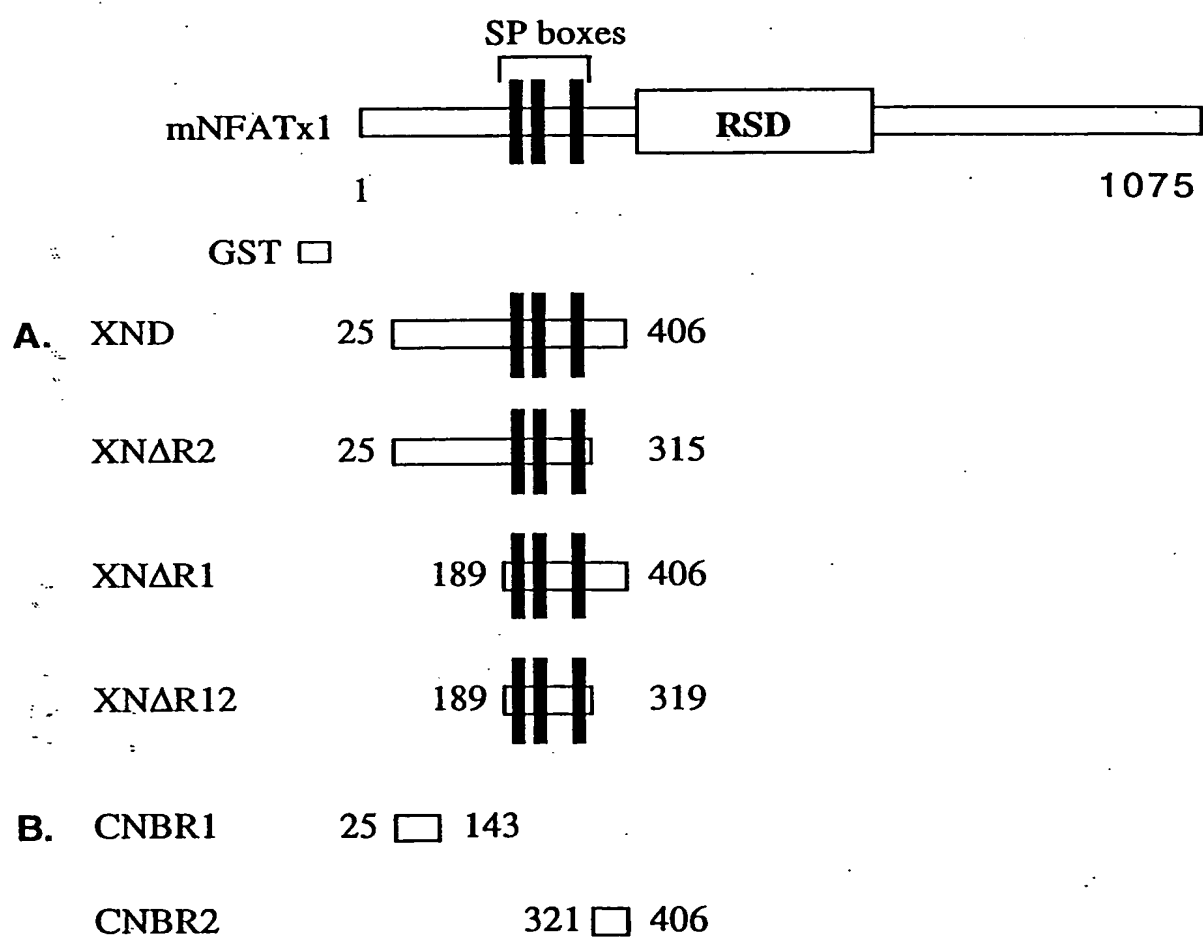 SP boxes
mNFATx1 RSD
1 1075
GST
A. XND 25 406
XNΔR2 25 315
XNΔR1 189 406
XNΔR12 189 319
B. CNBR1 25 143
CNBR2 321 406